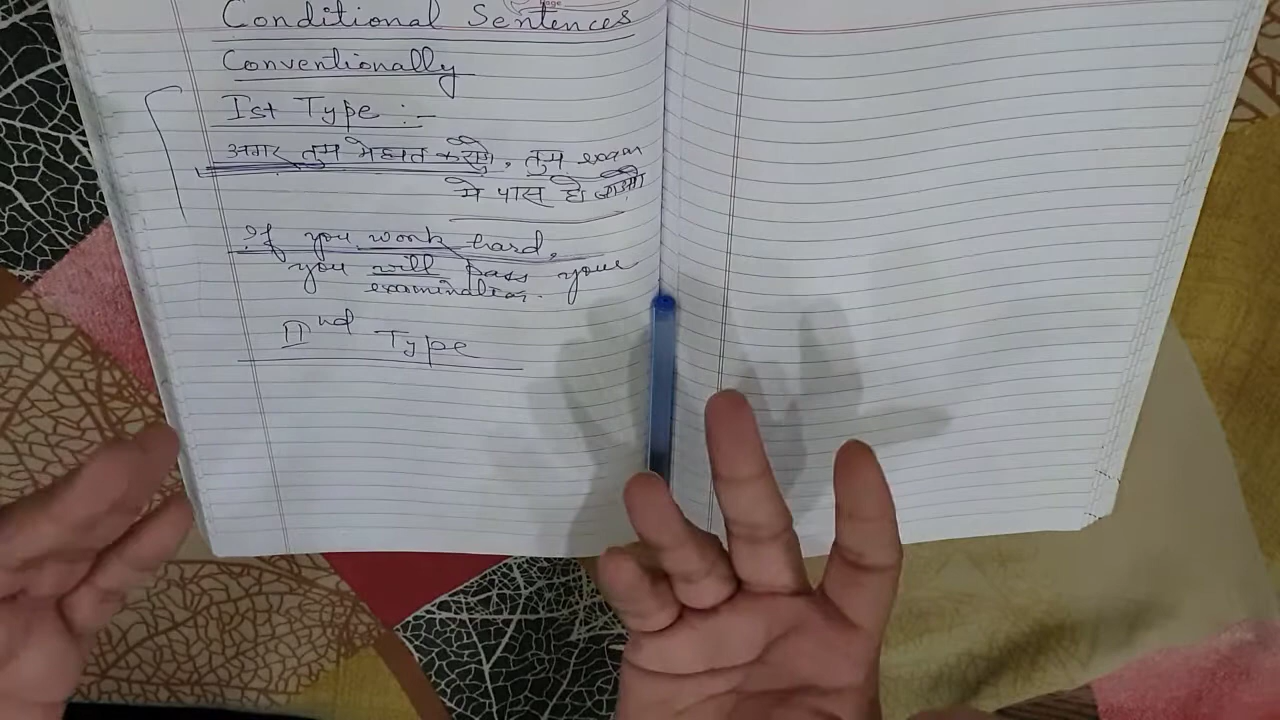 Conditional Sentences
Conventionally
Ist Type :-
अगर तुम मेहनत करोगे, तुम exam
मे पास हो जाओगे
If you work hard,
you will pass your
examination.
IInd Type